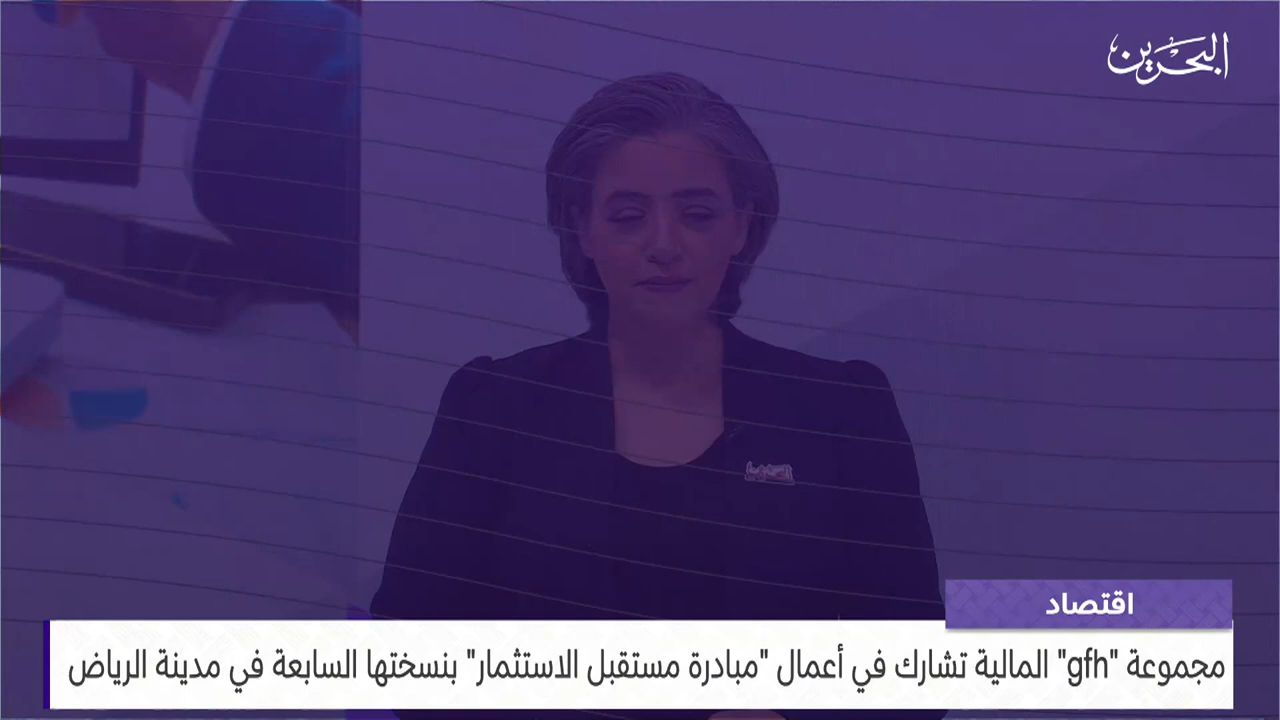 البحرين
اقتصاد
مجموعة "gfh" المالية تشارك في أعمال "مبادرة مستقبل الاستثمار" بنسختها السابعة في مدينة الرياض